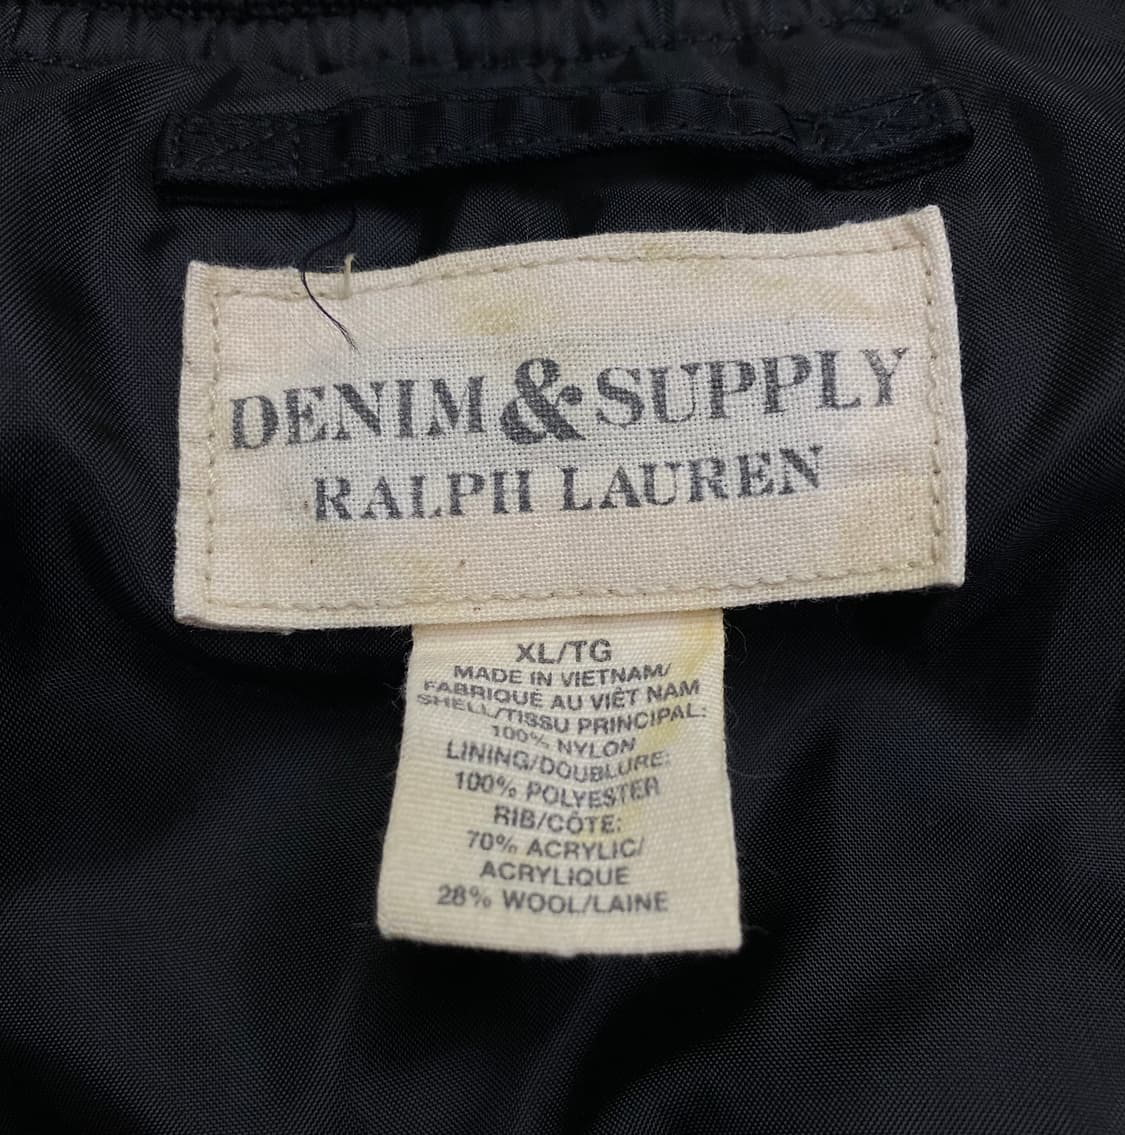 DENIM & SUPPLY
RALPH LAUREN
XL/TG
MADE IN VIETNAM/
FABRIQUÉ AU VIÊT NAM
SHELL/TISSU PRINCIPAL:
100% NYLON
LINING/DOUBLURE:
100% POLYESTER
RIB/CÔTE:
70% ACRYLIC/
ACRYLIQUE
28% WOOL/LAINE